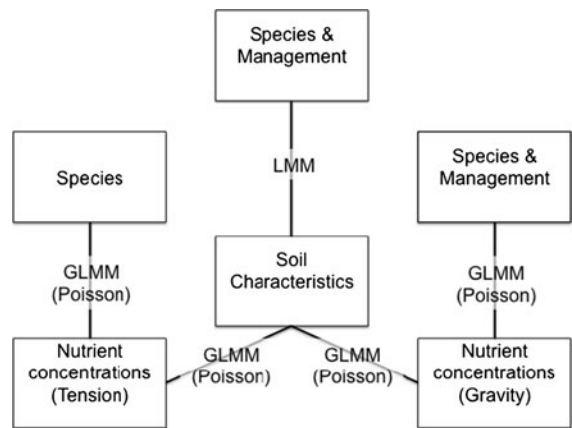 Species &
Management
LMM
Species
Species &
Management
Soil
Characteristics
GLMM
(Poisson)
GLMM
(Poisson)
GLMM
(Poisson)
GLMM
(Poisson)
Nutrient
concentrations
(Tension)
Nutrient
concentrations
(Gravity)